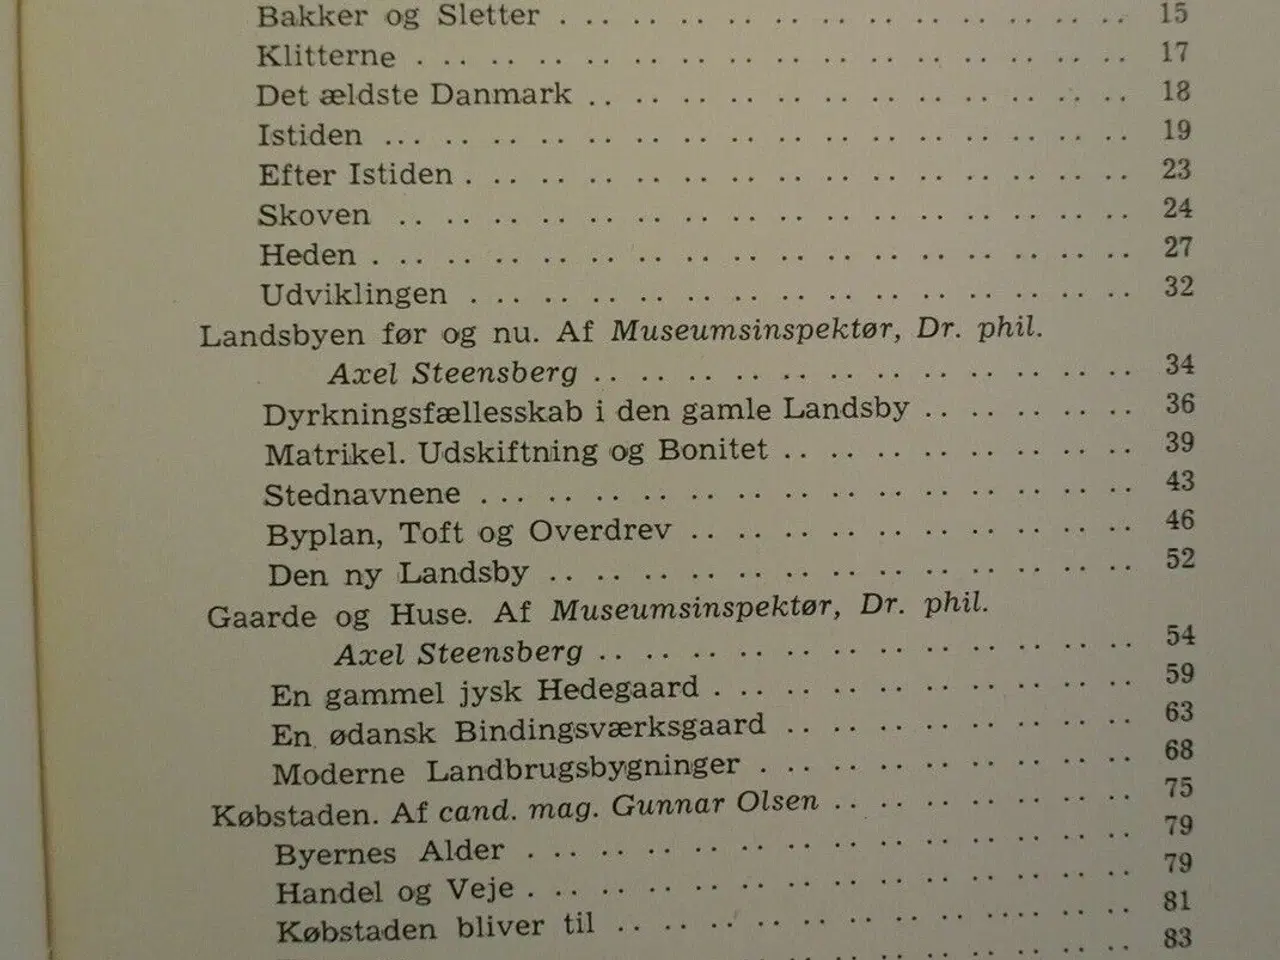 Bakker og Sletter . . . . . . . . . . . . . . . . . . . . . . . . 15
Klitterne . . . . . . . . . . . . . . . . . . . . . . . . . . . . . . 17
Det ældste Danmark . . . . . . . . . . . . . . . . . . . . . . . 18
Istiden . . . . . . . . . . . . . . . . . . . . . . . . . . . . . . . . 19
Efter Istiden . . . . . . . . . . . . . . . . . . . . . . . . . . . . 23
Skoven . . . . . . . . . . . . . . . . . . . . . . . . . . . . . . . 24
Heden . . . . . . . . . . . . . . . . . . . . . . . . . . . . . . . . 27
Udviklingen . . . . . . . . . . . . . . . . . . . . . . . . . . . . 32
Landsbyen før og nu. Af Museumsinspektør, Dr. phil.
Axel Steensberg . . . . . . . . . . . . . . . . . . . . . . . 34
Dyrkningsfællesskab i den gamle Landsby . . . . . . . . . 36
Matrikel. Udskiftning og Bonitet . . . . . . . . . . . . . . . 39
Stednavnene . . . . . . . . . . . . . . . . . . . . . . . . . . . 43
Byplan, Toft og Overdrev . . . . . . . . . . . . . . . . . . . 46
Den ny Landsby . . . . . . . . . . . . . . . . . . . . . . . . . 52
Gaarde og Huse. Af Museumsinspektør, Dr. phil.
Axel Steensberg . . . . . . . . . . . . . . . . . . . . . . . 54
En gammel jysk Hedegaard . . . . . . . . . . . . . . . . . . 59
En ødansk Bindingsværksgaard . . . . . . . . . . . . . . . 63
Moderne Landbrugsbygninger . . . . . . . . . . . . . . . . 68
Købstaden. Af cand. mag. Gunnar Olsen . . . . . . . . . . . . . 75
Byernes Alder . . . . . . . . . . . . . . . . . . . . . . . . . . 79
Handel og Veje . . . . . . . . . . . . . . . . . . . . . . . . . . 79
Købstaden bliver til . . . . . . . . . . . . . . . . . . . . . . 81
83